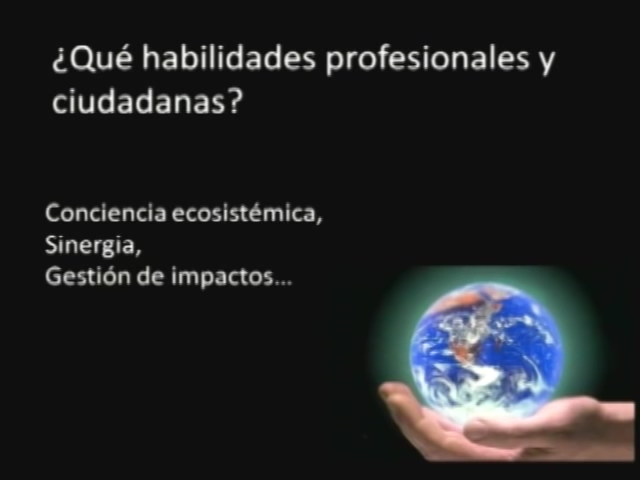 ¿Qué habilidades profesionales y
ciudadanas?
Conciencia ecosistémica,
Sinergia,
Gestión de impactos...